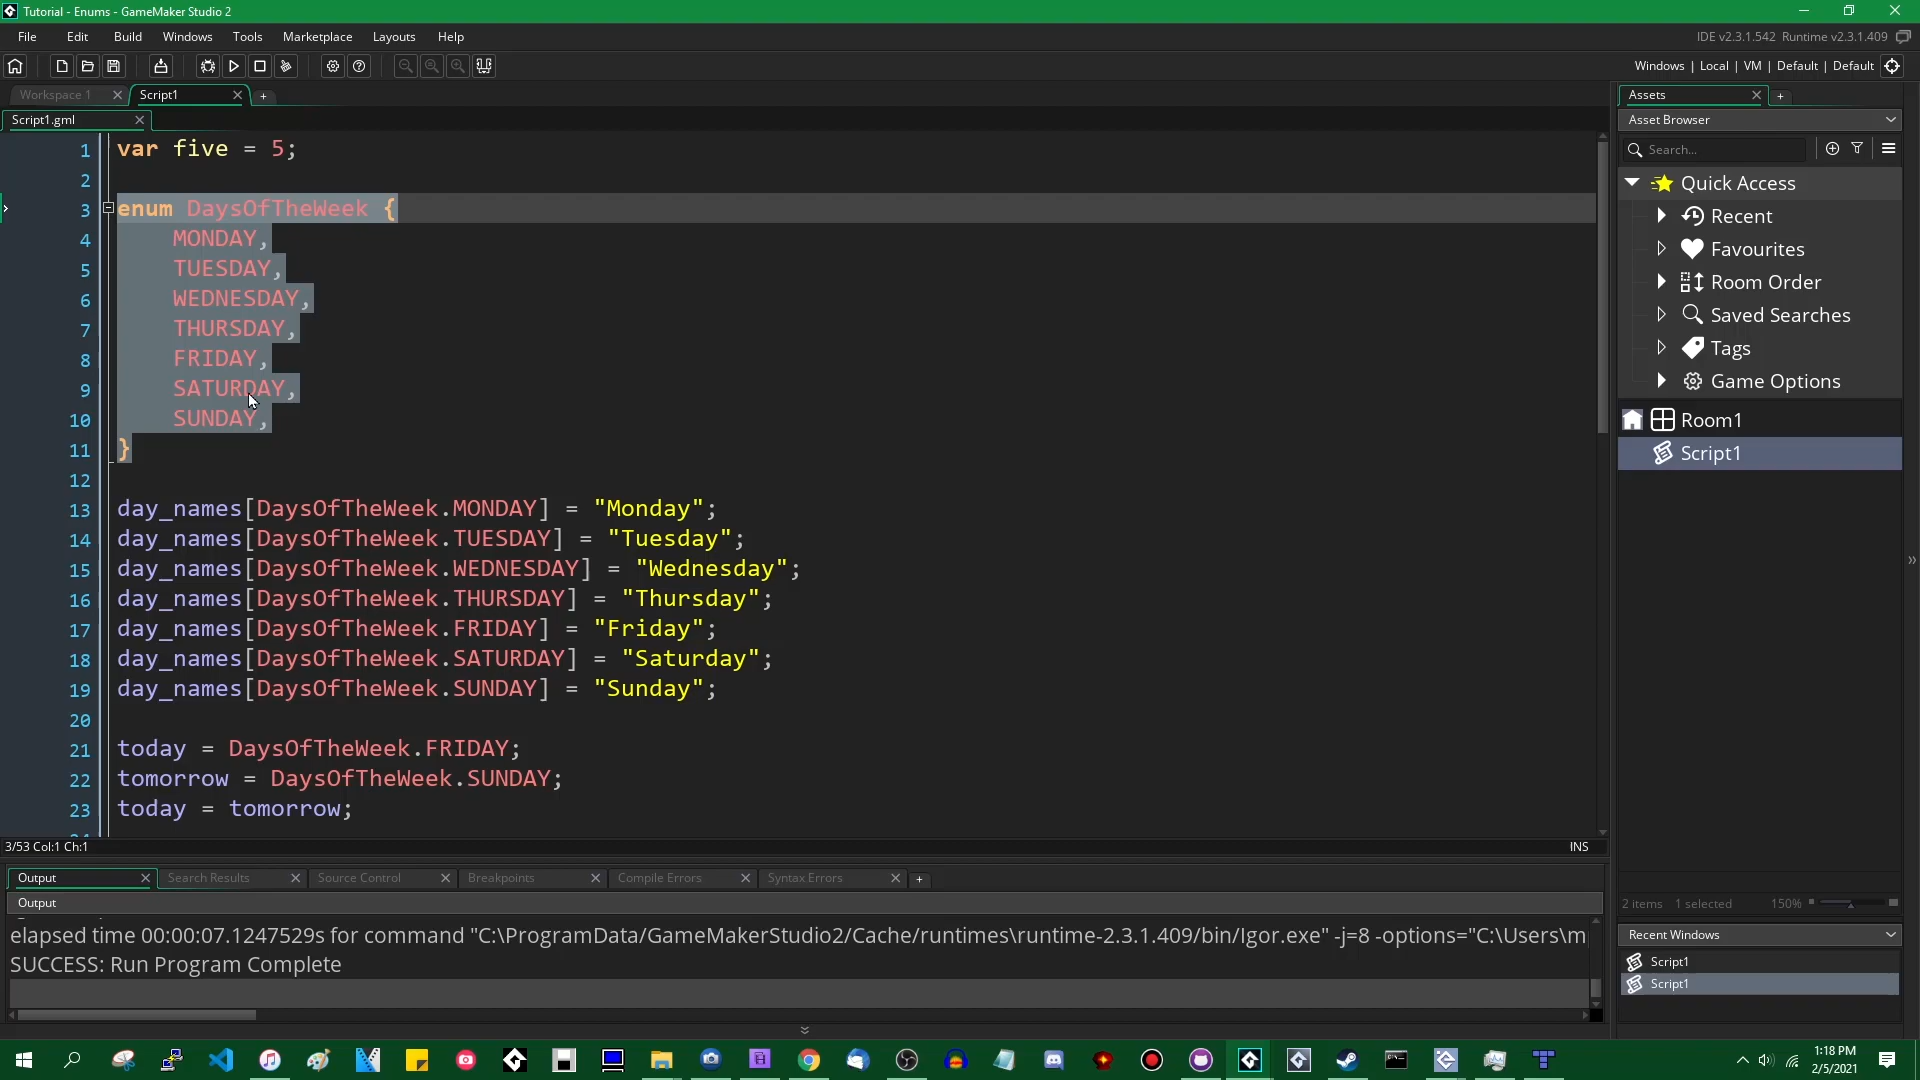 Tutorial - Enums - GameMaker Studio 2
File Edit Build Windows Tools Marketplace Layouts Help
IDE v2.3.1.542 Runtime v2.3.1.409
Windows | Local | VM | Default | Default
Workspace 1
Script1
Script1.gml
1 var five = 5;
2
3 enum DaysOfTheWeek {
4 MONDAY,
5 TUESDAY,
6 WEDNESDAY,
7 THURSDAY,
8 FRIDAY,
9 SATURDAY,
10 SUNDAY,
11 }
12
13 day_names[DaysOfTheWeek.MONDAY] = "Monday";
14 day_names[DaysOfTheWeek.TUESDAY] = "Tuesday";
15 day_names[DaysOfTheWeek.WEDNESDAY] = "Wednesday";
16 day_names[DaysOfTheWeek.THURSDAY] = "Thursday";
17 day_names[DaysOfTheWeek.FRIDAY] = "Friday";
18 day_names[DaysOfTheWeek.SATURDAY] = "Saturday";
19 day_names[DaysOfTheWeek.SUNDAY] = "Sunday";
20
21 today = DaysOfTheWeek.FRIDAY;
22 tomorrow = DaysOfTheWeek.SUNDAY;
23 today = tomorrow;
3/53 Col:1 Ch:1
INS
Output Search Results Source Control Breakpoints Compile Errors Syntax Errors
Output
elapsed time 00:00:07.1247529s for command "C:\ProgramData/GameMakerStudio2/Cache/runtimes\runtime-2.3.1.409/bin/Igor.exe" -j=8 -options="C:\Users\m
SUCCESS: Run Program Complete
Assets
Asset Browser
Search...
Quick Access
Recent
Favourites
Room Order
Saved Searches
Tags
Game Options
Room1
Script1
2 items 1 selected 150%
Recent Windows
Script1
Script1
1:18 PM
2/5/2021